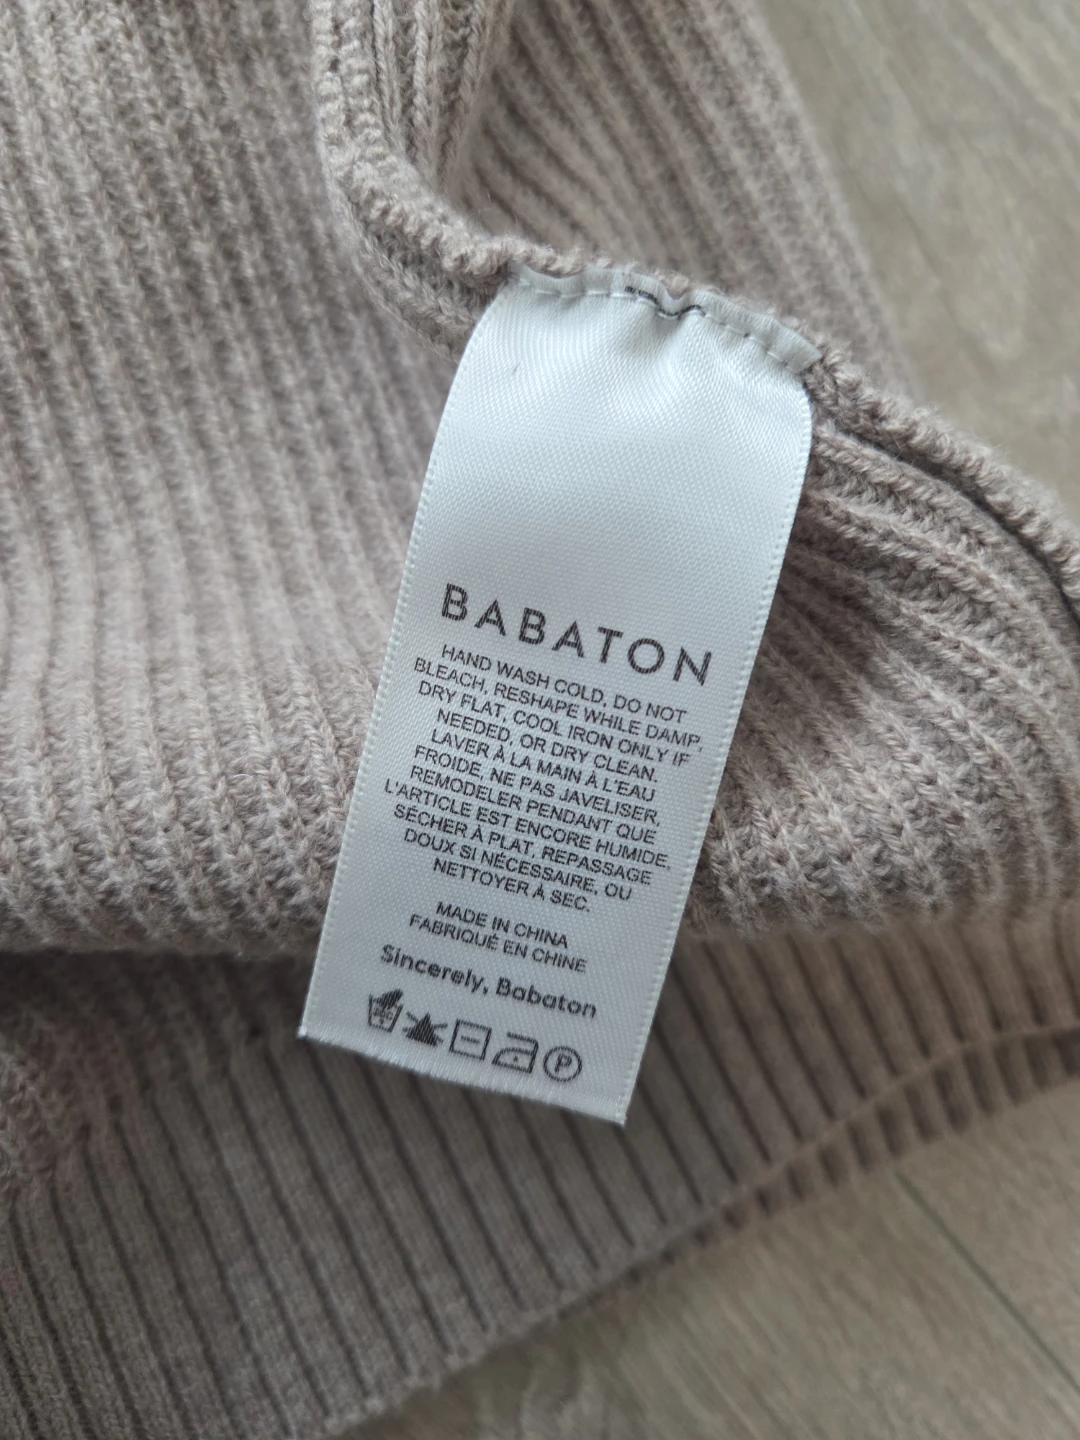 BABATON
HAND WASH COLD, DO NOT
BLEACH, RESHAPE WHILE DAMP,
DRY FLAT, COOL IRON ONLY IF
NEEDED, OR DRY CLEAN.
LAVER À LA MAIN À L'EAU
FROIDE, NE PAS JAVELISER,
REMODELER PENDANT QUE
L'ARTICLE EST ENCORE HUMIDE,
SÉCHER À PLAT, REPASSAGE
DOUX SI NÉCESSAIRE, OU
NETTOYER À SEC.
MADE IN CHINA
FABRIQUÉ EN CHINE
Sincerely, Babaton
P